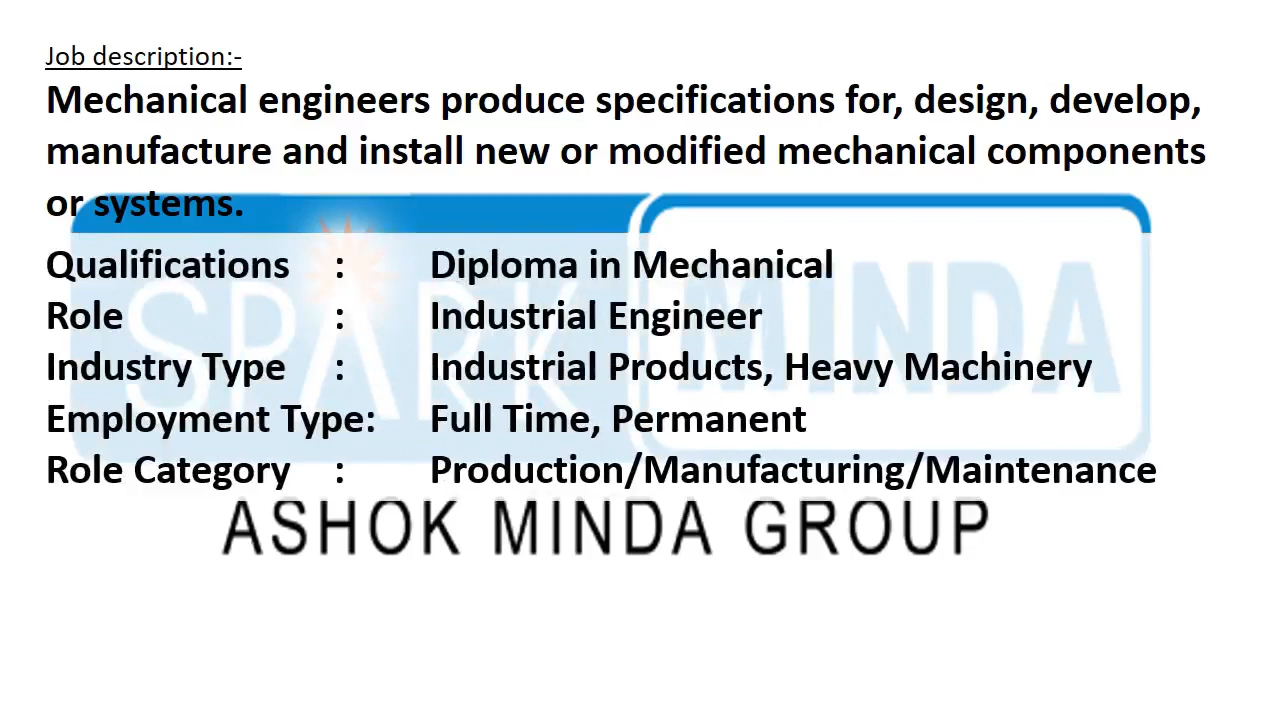 Job description:-
Mechanical engineers produce specifications for, design, develop,
manufacture and install new or modified mechanical components
or systems.
Qualifications : Diploma in Mechanical
Role : Industrial Engineer
Industry Type : Industrial Products, Heavy Machinery
Employment Type: Full Time, Permanent
Role Category : Production/Manufacturing/Maintenance
SPARK MINDA
ASHOK MINDA GROUP